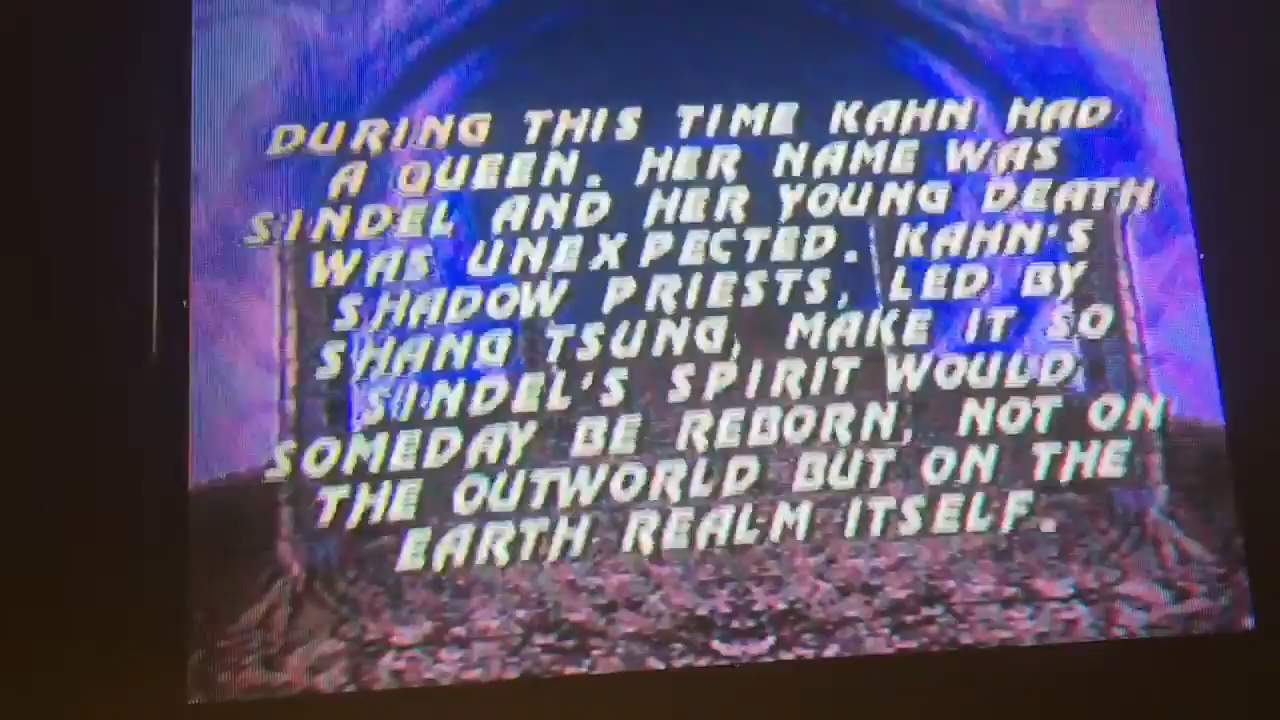 DURING THIS TIME KAHN HAD
A QUEEN. HER NAME WAS
SINDEL AND HER YOUNG DEATH
WAS UNEXPECTED. KAHN'S
SHADOW PRIESTS, LED BY
SHANG TSUNG, MAKE IT SO
SINDEL'S SPIRIT WOULD
SOMEDAY BE REBORN, NOT ON
THE OUTWORLD BUT ON THE
EARTH REALM ITSELF.